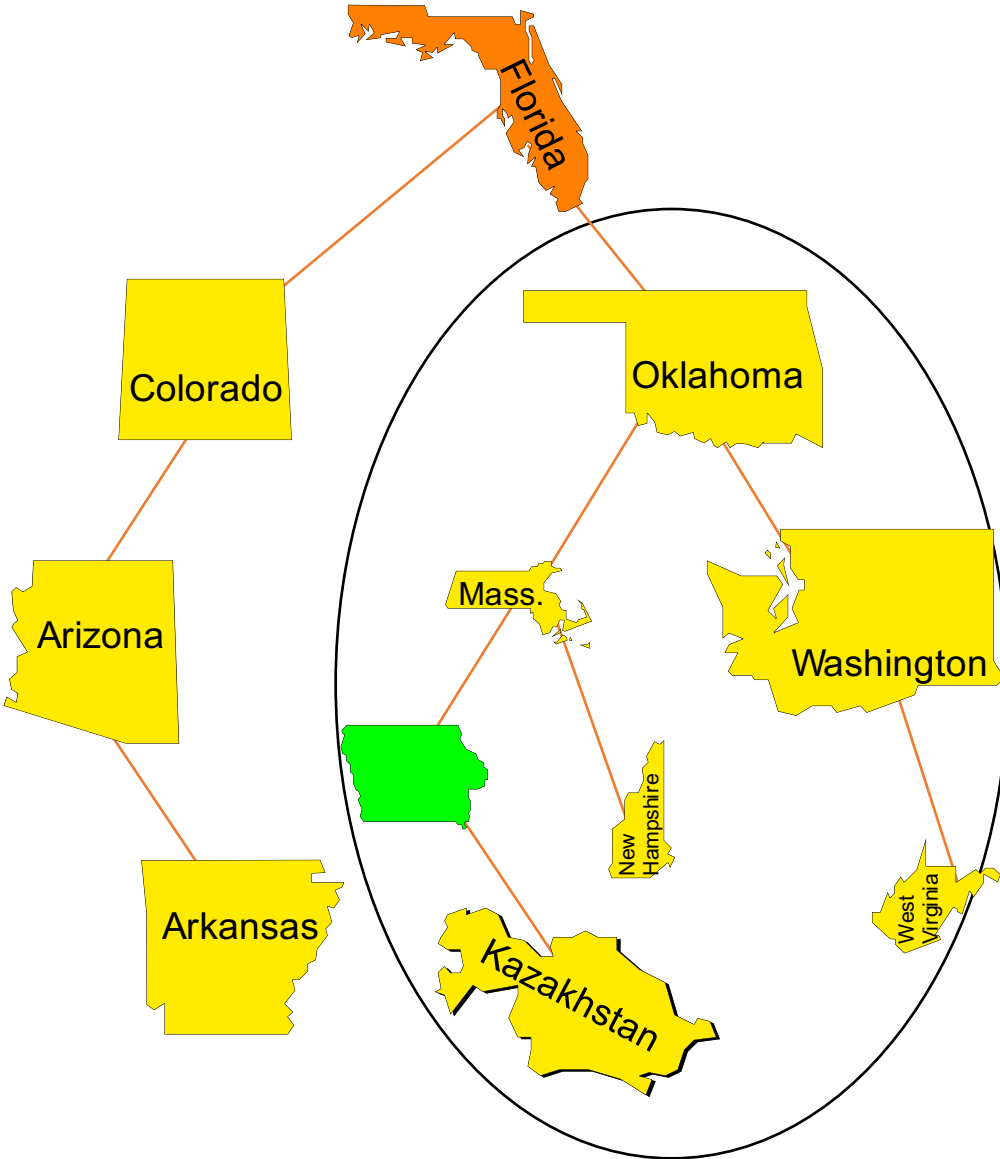 Florida
Colorado
Oklahoma
Arizona
Mass.
Washington
New
Hampshire
Arkansas
West
Virginia
Kazakhstan